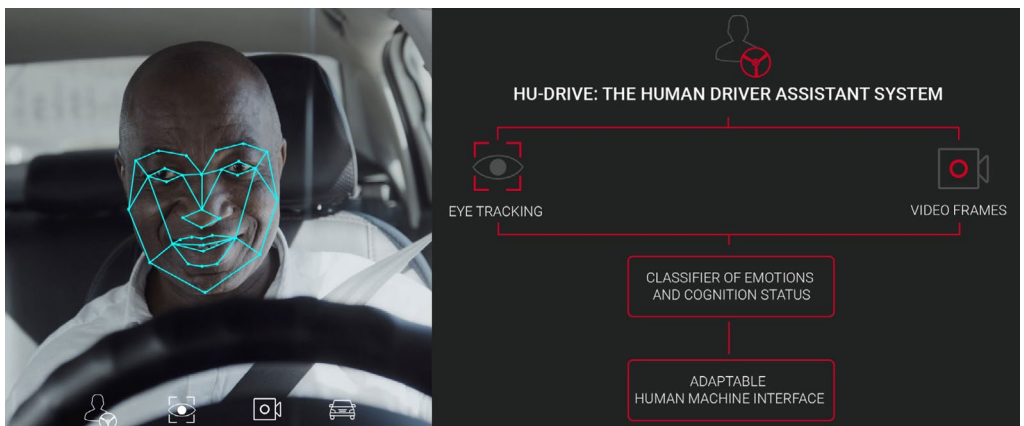 HU-DRIVE: THE HUMAN DRIVER ASSISTANT SYSTEM
EYE TRACKING
VIDEO FRAMES
CLASSIFIER OF EMOTIONS
AND COGNITION STATUS
ADAPTABLE
HUMAN MACHINE INTERFACE